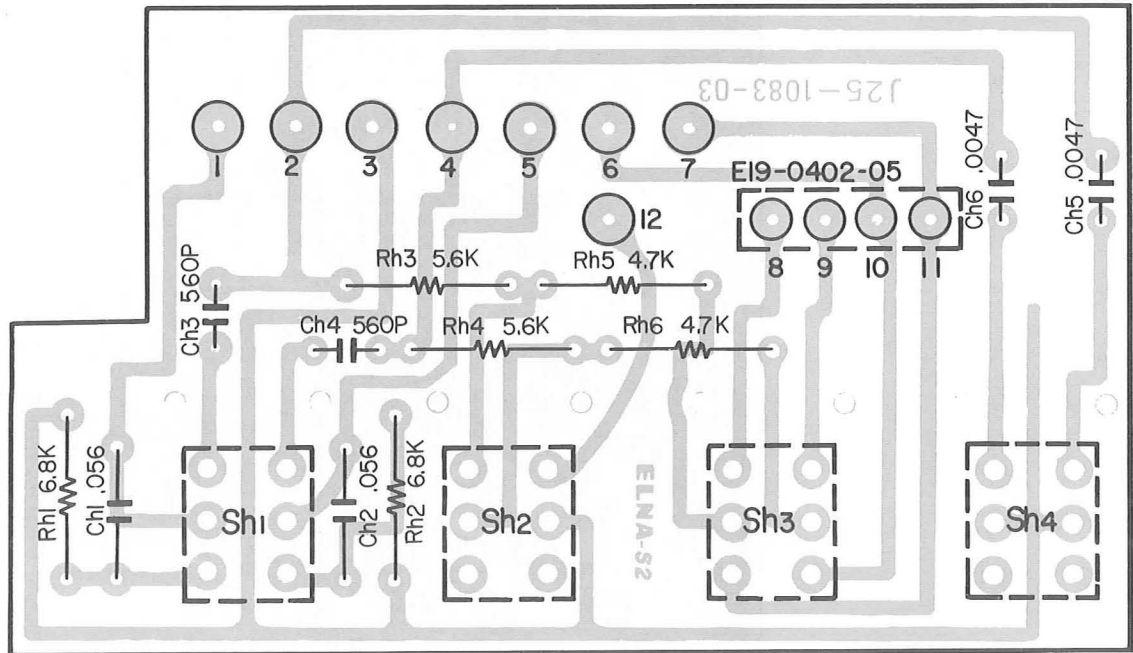 J25-1083-03
1 2 3 4 5 6 7
E19-0402-05
12
8 9 10 11
Ch6 .0047
Ch5 .0047
Rh3 5.6K
Rh5 4.7K
Ch3 560P
Ch4 560P
Rh4 5.6K
Rh6 4.7K
Rh1 6.8K
Ch1 .056
Sh1
Ch2 .056
Rh2 6.8K
Sh2
ELNA-S2
Sh3
Sh4